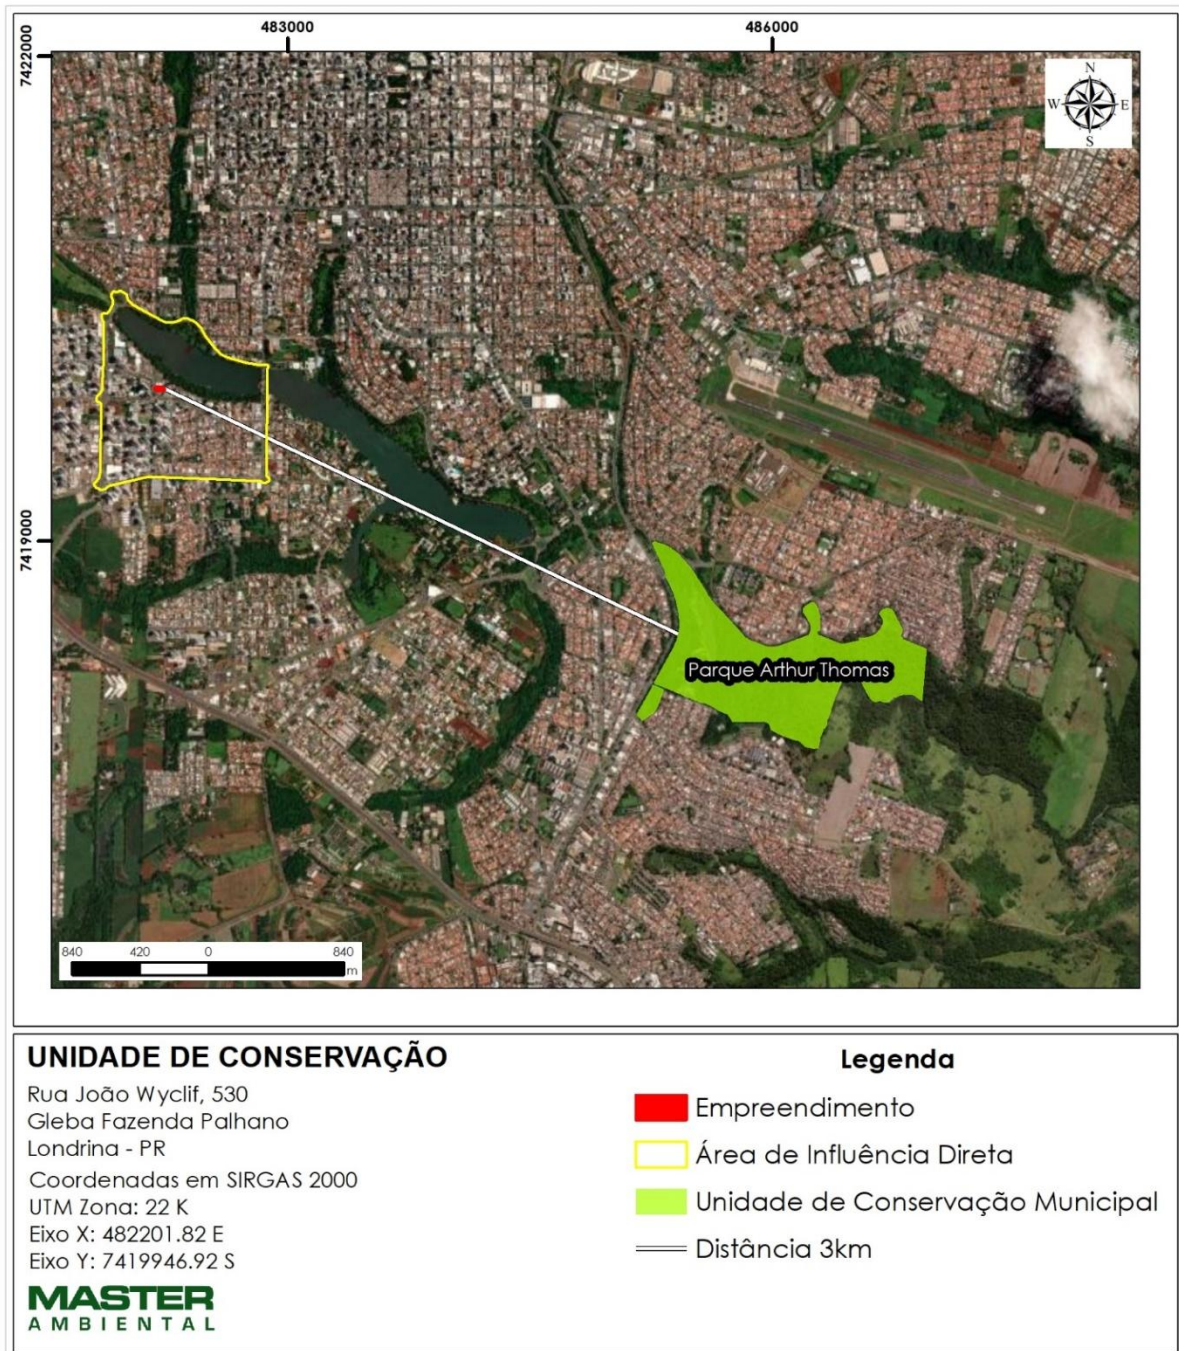 483000
486000
7422000
N
W
E
S
7419000
Parque Arthur Thomas
840
420
0
840
m
UNIDADE DE CONSERVAÇÃO
Rua João Wyclif, 530
Gleba Fazenda Palhano
Londrina - PR
Coordenadas em SIRGAS 2000
UTM Zona: 22 K
Eixo X: 482201.82 E
Eixo Y: 7419946.92 S
MASTER
AMBIENTAL
Legenda
Empreendimento
Área de Influência Direta
Unidade de Conservação Municipal
Distância 3km